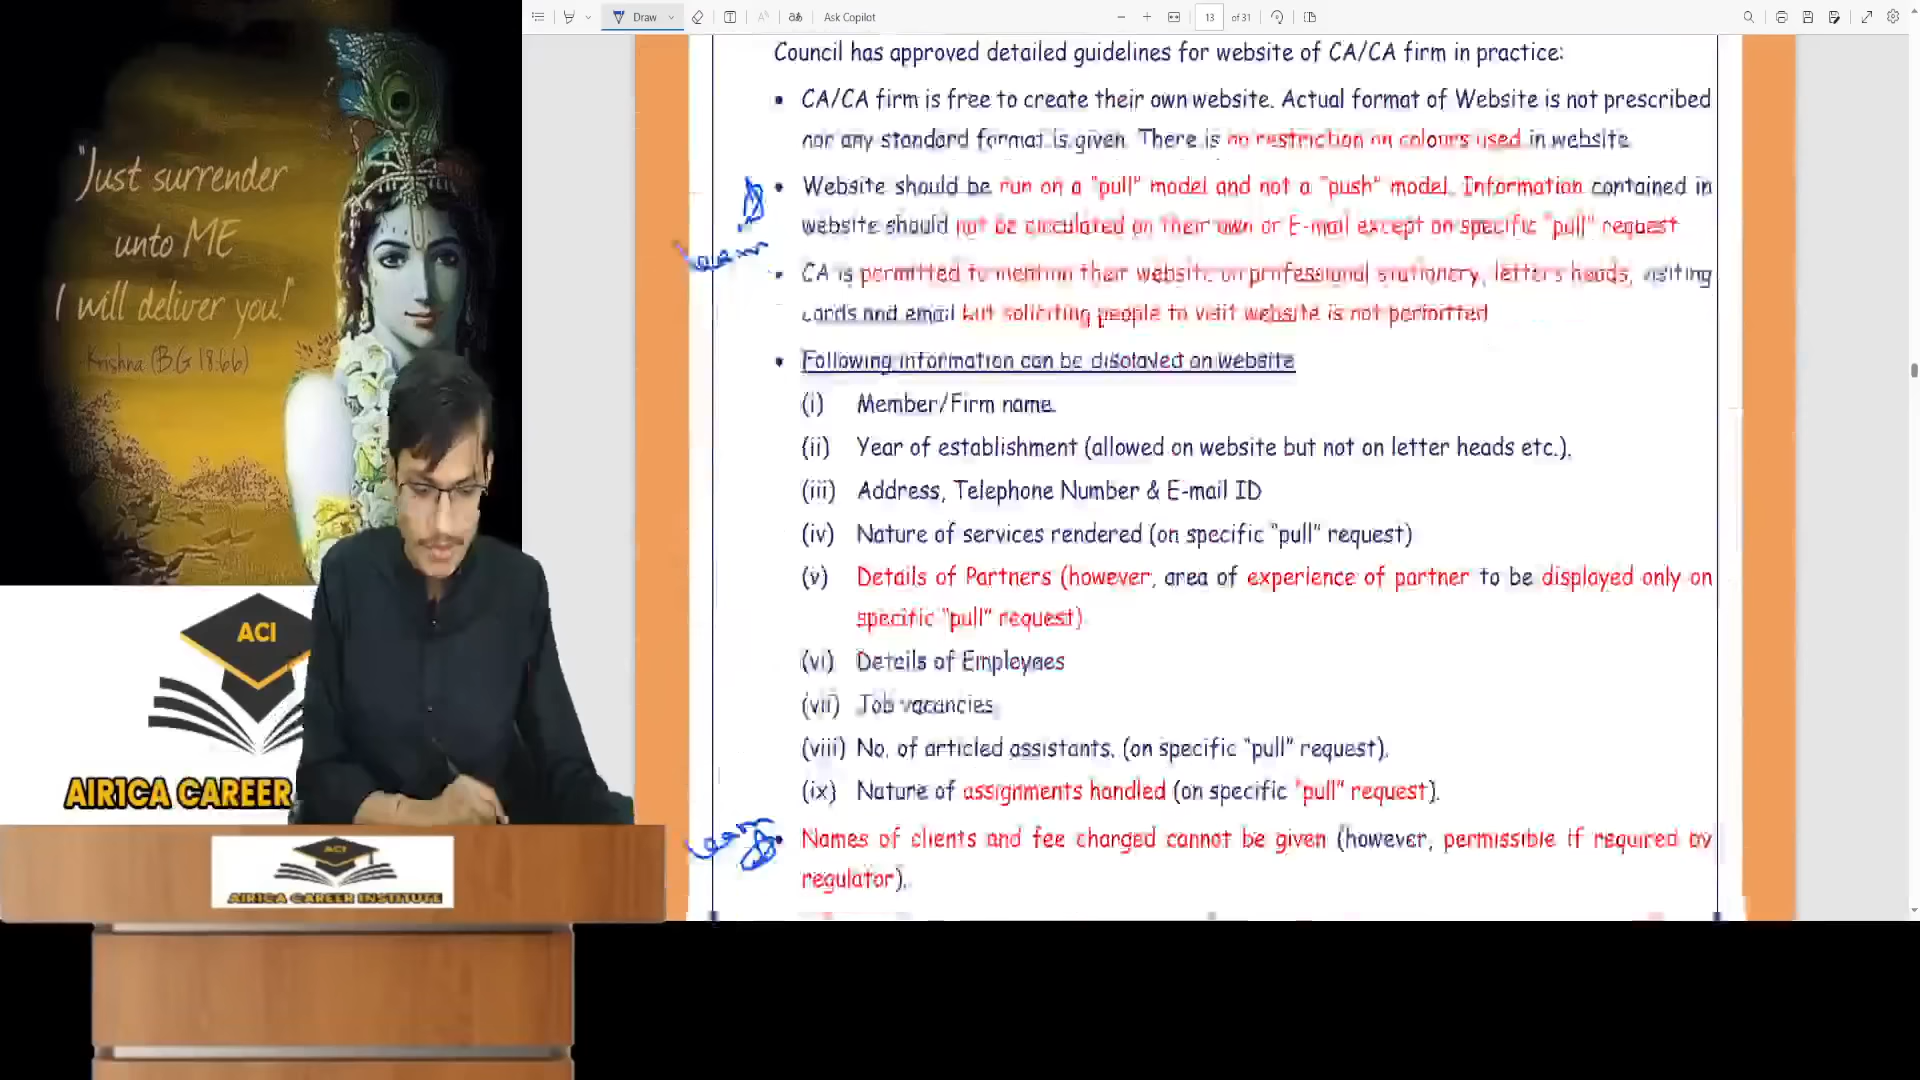 Draw
Ask Copilot
13 of 31
"Just surrender
unto ME
I will deliver you!"
-Krishna (B.G 18:66)
ACI
AIR1CA CAREER
ACI
AIR1CA CAREER INSTITUTE
Council has approved detailed guidelines for website of CA/CA firm in practice:
• CA/CA firm is free to create their own website. Actual format of Website is not prescribed
nor any standard format is given. There is no restriction on colours used in website
• Website should be run on a "pull" model and not a "push" model. Information contained in
website should not be circulated on their own or E-mail except on specific "pull" request
• CA is permitted to mention their website on professional stationery, letters heads, visiting
cards and email but soliciting people to visit website is not permitted
• Following information can be displayed on website
(i) Member/Firm name.
(ii) Year of establishment (allowed on website but not on letter heads etc.).
(iii) Address, Telephone Number & E-mail ID
(iv) Nature of services rendered (on specific "pull" request)
(v) Details of Partners (however, area of experience of partner to be displayed only on
specific "pull" request)
(vi) Details of Employees
(vii) Job vacancies
(viii) No. of articled assistants. (on specific "pull" request).
(ix) Nature of assignments handled (on specific "pull" request).
• Names of clients and fee charged cannot be given (however, permissible if required by
regulator).